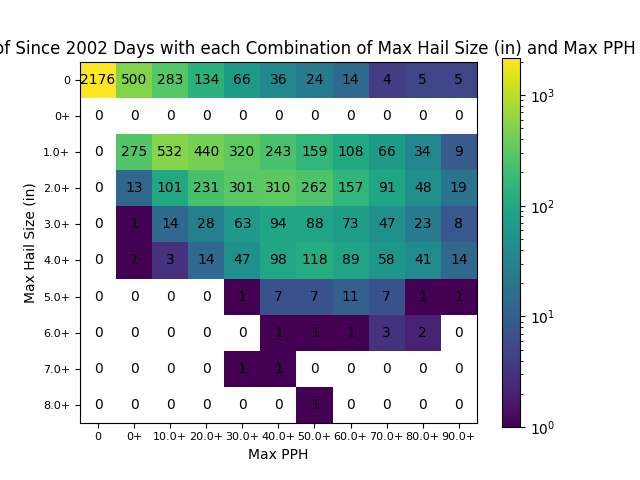 of Since 2002 Days with each Combination of Max Hail Size (in) and Max PPH
0 2176 500 283 134 66 36 24 14 4 5 5
0+ 0 0 0 0 0 0 0 0 0 0 0
1.0+ 0 275 532 440 320 243 159 108 66 34 9
2.0+ 0 13 101 231 301 310 262 157 91 48 19
3.0+ 0 1 14 28 63 94 88 73 47 23 8
4.0+ 0 1 3 14 47 98 118 89 58 41 14
5.0+ 0 0 0 0 1 7 7 11 7 1 1
6.0+ 0 0 0 0 0 1 1 1 3 2 0
7.0+ 0 0 0 0 1 1 0 0 0 0 0
8.0+ 0 0 0 0 0 0 1 0 0 0 0
0 0+ 10.0+ 20.0+ 30.0+ 40.0+ 50.0+ 60.0+ 70.0+ 80.0+ 90.0+
Max PPH
Max Hail Size (in)
10³
10²
10¹
10⁰